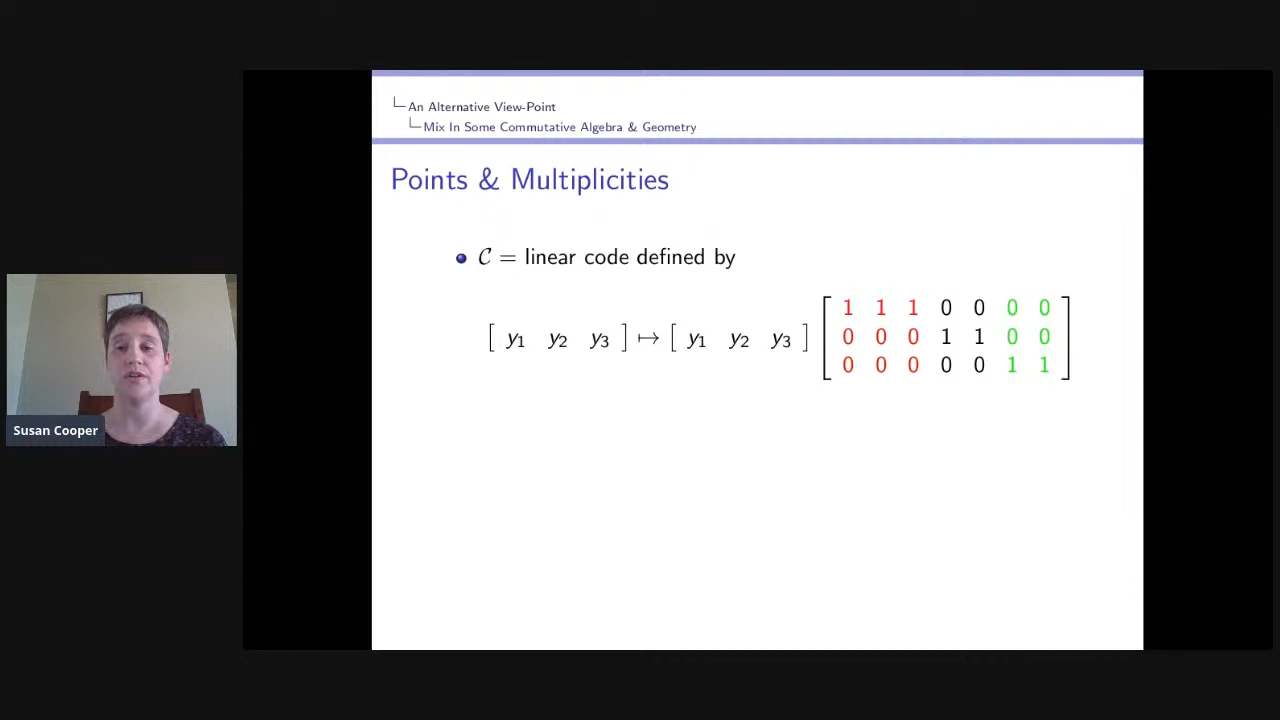 An Alternative View-Point
Mix In Some Commutative Algebra & Geometry
Points & Multiplicities
𝒞 = linear code defined by
[ y₁ y₂ y₃ ] ↦ [ y₁ y₂ y₃ ]
1 1 1 0 0 0 0
0 0 0 1 1 0 0
0 0 0 0 0 1 1
Susan Cooper